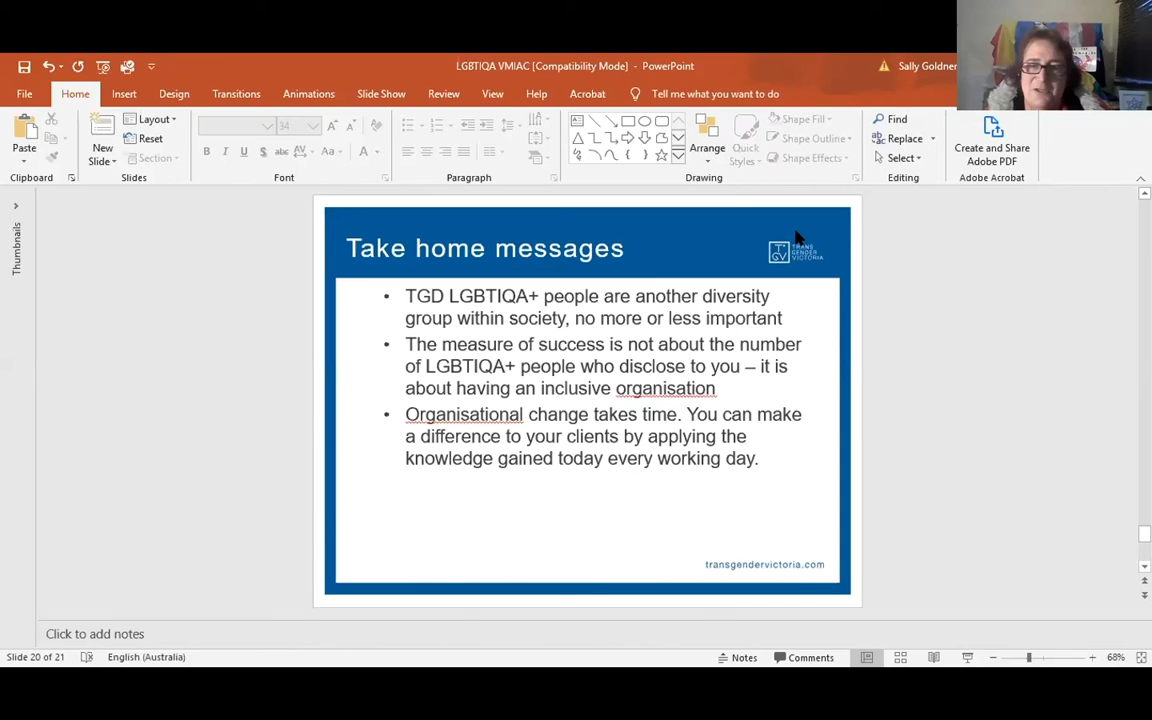 LGBTIQA VMIAC [Compatibility Mode] - PowerPoint
Sally Goldner
File Home Insert Design Transitions Animations Slide Show Review View Help Acrobat Tell me what you want to do
Paste
Clipboard
New
Slide
Layout
Reset
Section
Slides
34
B I U S abc AV Aa A
Font
Paragraph
Arrange
Quick
Styles
Shape Fill
Shape Outline
Shape Effects
Drawing
Find
Replace
Select
Editing
Create and Share
Adobe PDF
Adobe Acrobat
Thumbnails
Take home messages
T GV
TRANS
GENDER
VICTORIA
• TGD LGBTIQA+ people are another diversity
group within society, no more or less important
• The measure of success is not about the number
of LGBTIQA+ people who disclose to you – it is
about having an inclusive organisation
• Organisational change takes time. You can make
a difference to your clients by applying the
knowledge gained today every working day.
transgendervictoria.com
Click to add notes
Slide 20 of 21 English (Australia) Notes Comments 68%